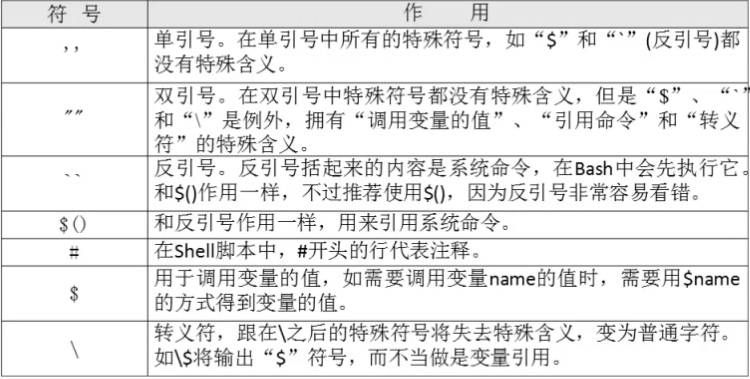 符 号 作 用
''
单引号。在单引号中所有的特殊符号，如“$”和“`”(反引号)都
没有特殊含义。
""
双引号。在双引号中特殊符号都没有特殊含义，但是“$”、“`”
和“\”是例外，拥有“调用变量的值”、“引用命令”和“转义
符”的特殊含义。
``
反引号。反引号括起来的内容是系统命令，在Bash中会先执行它。
和$()作用一样，不过推荐使用$()，因为反引号非常容易看错。
$()
和反引号作用一样，用来引用系统命令。
#
在Shell脚本中，#开头的行代表注释。
$
用于调用变量的值，如需要调用变量name的值时，需要用$name
的方式得到变量的值。
\
转义符，跟在\之后的特殊符号将失去特殊含义，变为普通字符。
如\$将输出“$”符号，而不当做是变量引用。